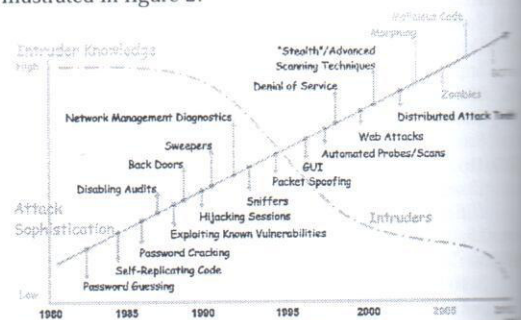 illustrated in figure 2.
Malicious Code
Morphing
"Stealth"/Advanced
Scanning Techniques
Intruder Knowledge
High
Denial of Service
BOTS
Zombies
Network Management Diagnostics
Distributed Attack Tools
Sweepers
Web Attacks
Automated Probes/Scans
Back Doors
GUI
Packet Spoofing
Disabling Audits
Sniffers
Attack
Sophistication
Hijacking Sessions
Intruders
Exploiting Known Vulnerabilities
Password Cracking
Self-Replicating Code
Password Guessing
Low
1980 1985 1990 1995 2000 2005